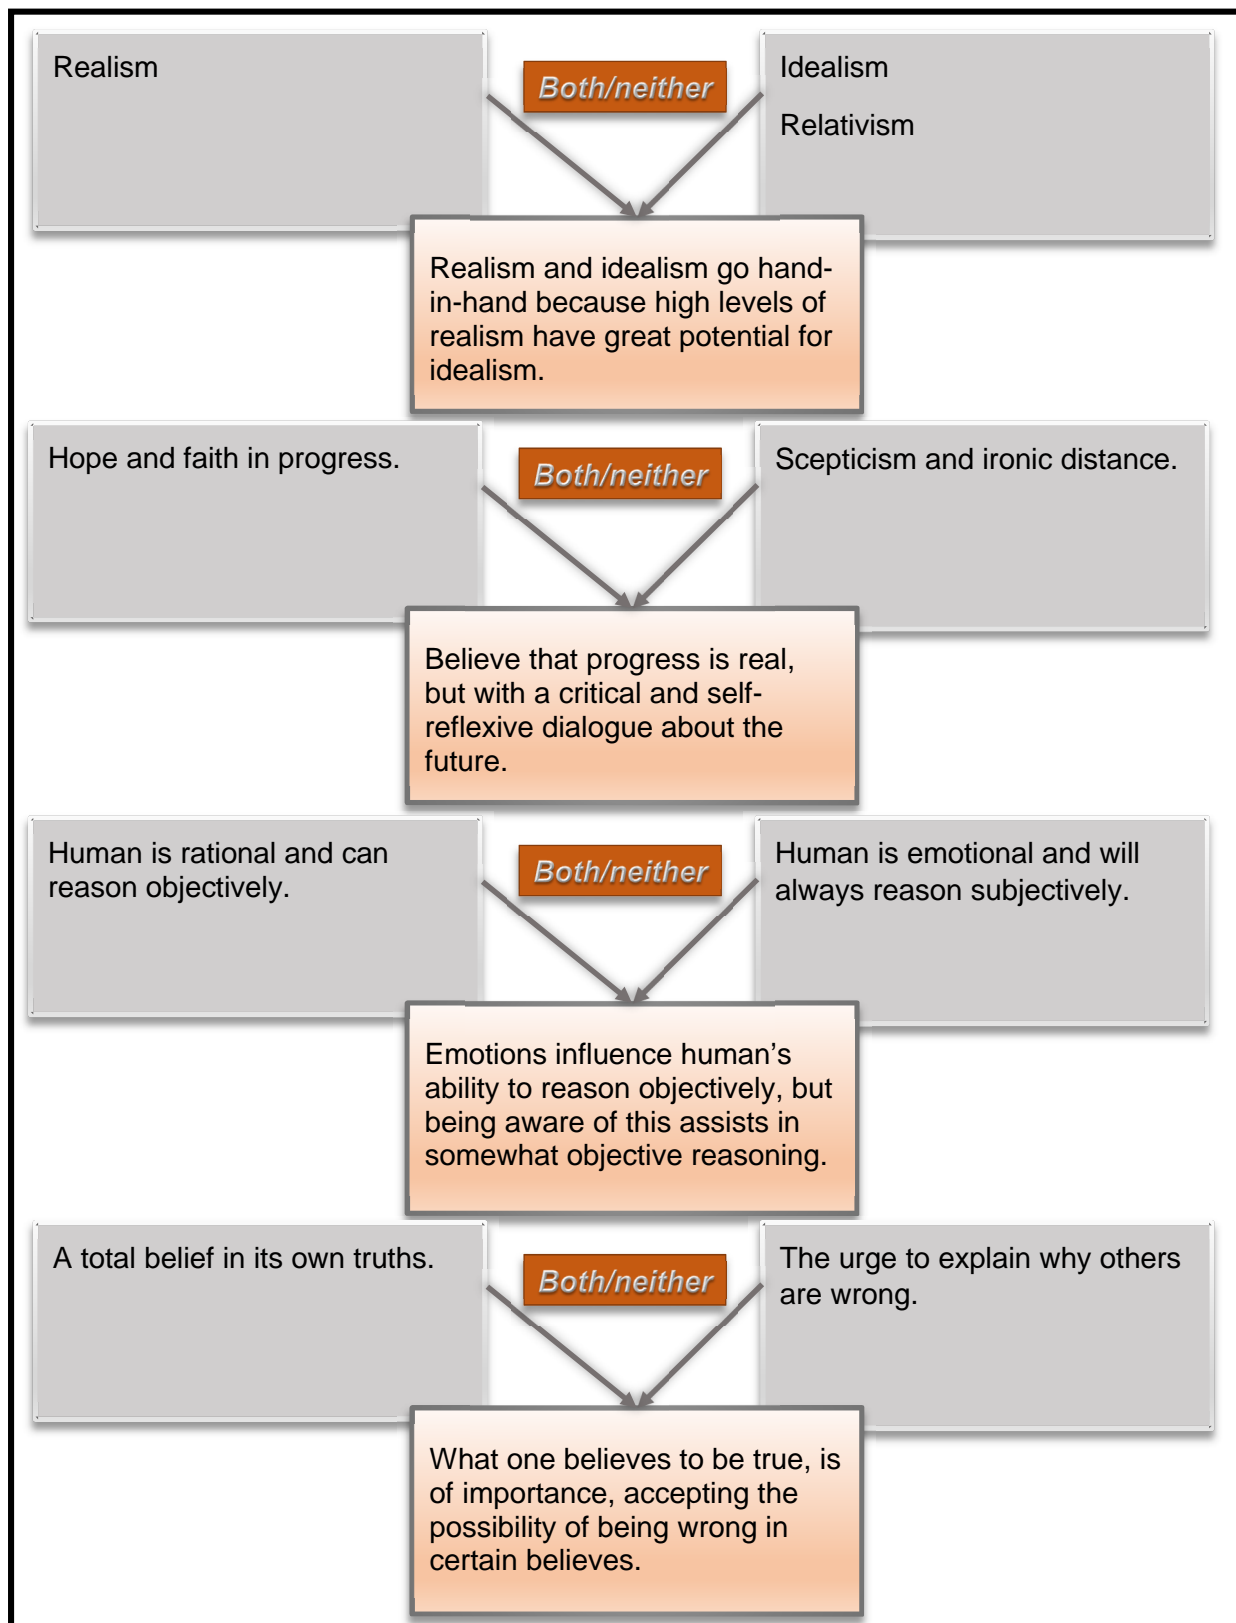 Realism
Both/neither
Idealism
Relativism
Realism and idealism go hand-
in-hand because high levels of
realism have great potential for
idealism.
Hope and faith in progress.
Both/neither
Scepticism and ironic distance.
Believe that progress is real,
but with a critical and self-
reflexive dialogue about the
future.
Human is rational and can
reason objectively.
Both/neither
Human is emotional and will
always reason subjectively.
Emotions influence human’s
ability to reason objectively, but
being aware of this assists in
somewhat objective reasoning.
A total belief in its own truths.
Both/neither
The urge to explain why others
are wrong.
What one believes to be true, is
of importance, accepting the
possibility of being wrong in
certain believes.